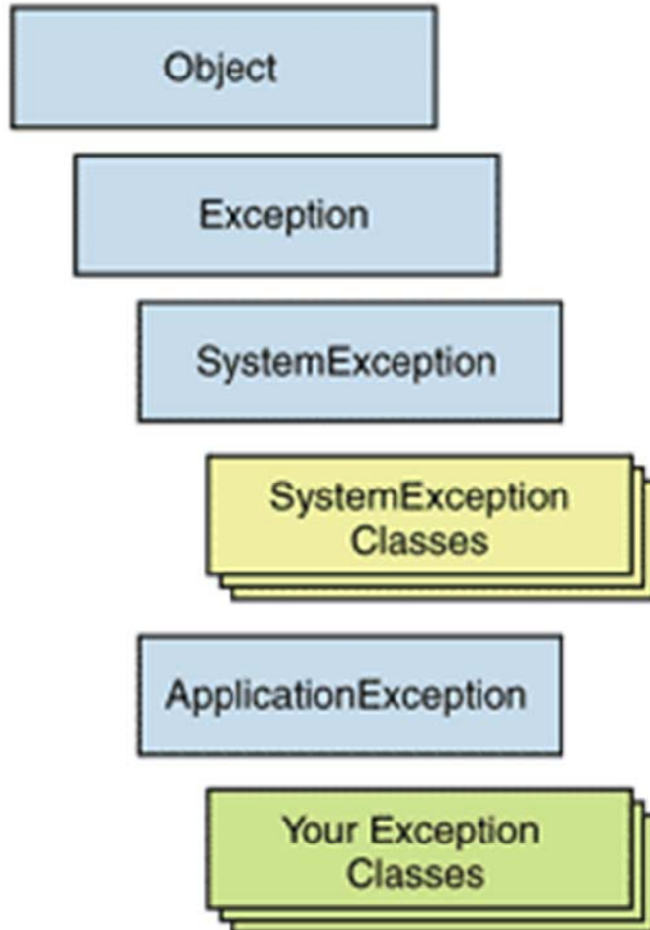 Object
Exception
SystemException
SystemException
Classes
ApplicationException
Your Exception
Classes